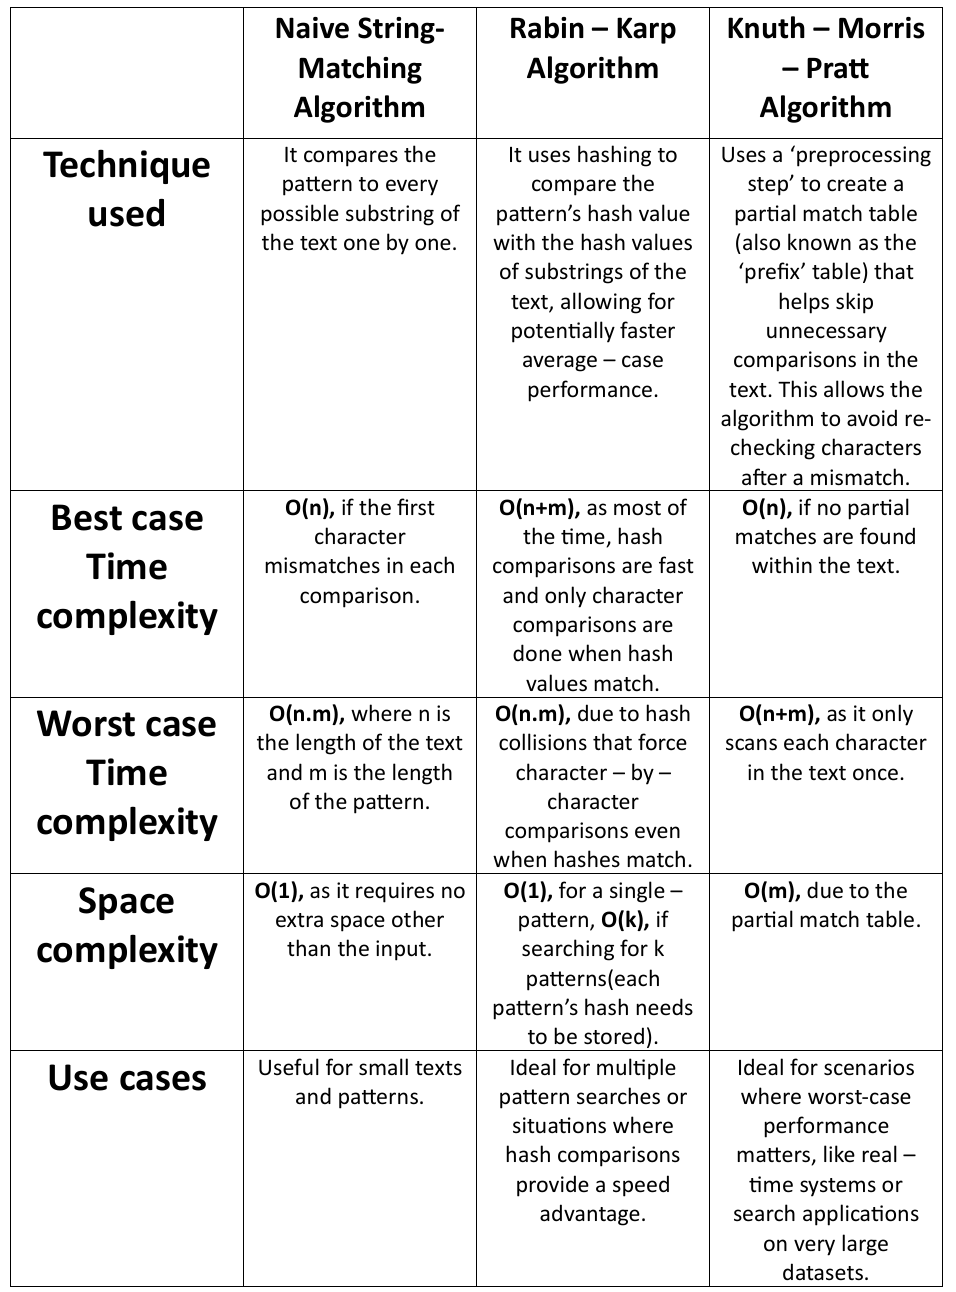 Naive String-
Matching
Algorithm
Rabin – Karp
Algorithm
Knuth – Morris
– Pratt
Algorithm
Technique
used
It compares the
pattern to every
possible substring of
the text one by one.
It uses hashing to
compare the
pattern’s hash value
with the hash values
of substrings of the
text, allowing for
potentially faster
average – case
performance.
Uses a ‘preprocessing
step’ to create a
partial match table
(also known as the
‘prefix’ table) that
helps skip
unnecessary
comparisons in the
text. This allows the
algorithm to avoid re-
checking characters
after a mismatch.
Best case
Time
complexity
O(n), if the first
character
mismatches in each
comparison.
O(n+m), as most of
the time, hash
comparisons are fast
and only character
comparisons are
done when hash
values match.
O(n), if no partial
matches are found
within the text.
Worst case
Time
complexity
O(n.m), where n is
the length of the text
and m is the length
of the pattern.
O(n.m), due to hash
collisions that force
character – by –
character
comparisons even
when hashes match.
O(n+m), as it only
scans each character
in the text once.
Space
complexity
O(1), as it requires no
extra space other
than the input.
O(1), for a single –
pattern, O(k), if
searching for k
patterns(each
pattern’s hash needs
to be stored).
O(m), due to the
partial match table.
Use cases
Useful for small texts
and patterns.
Ideal for multiple
pattern searches or
situations where
hash comparisons
provide a speed
advantage.
Ideal for scenarios
where worst-case
performance
matters, like real –
time systems or
search applications
on very large
datasets.